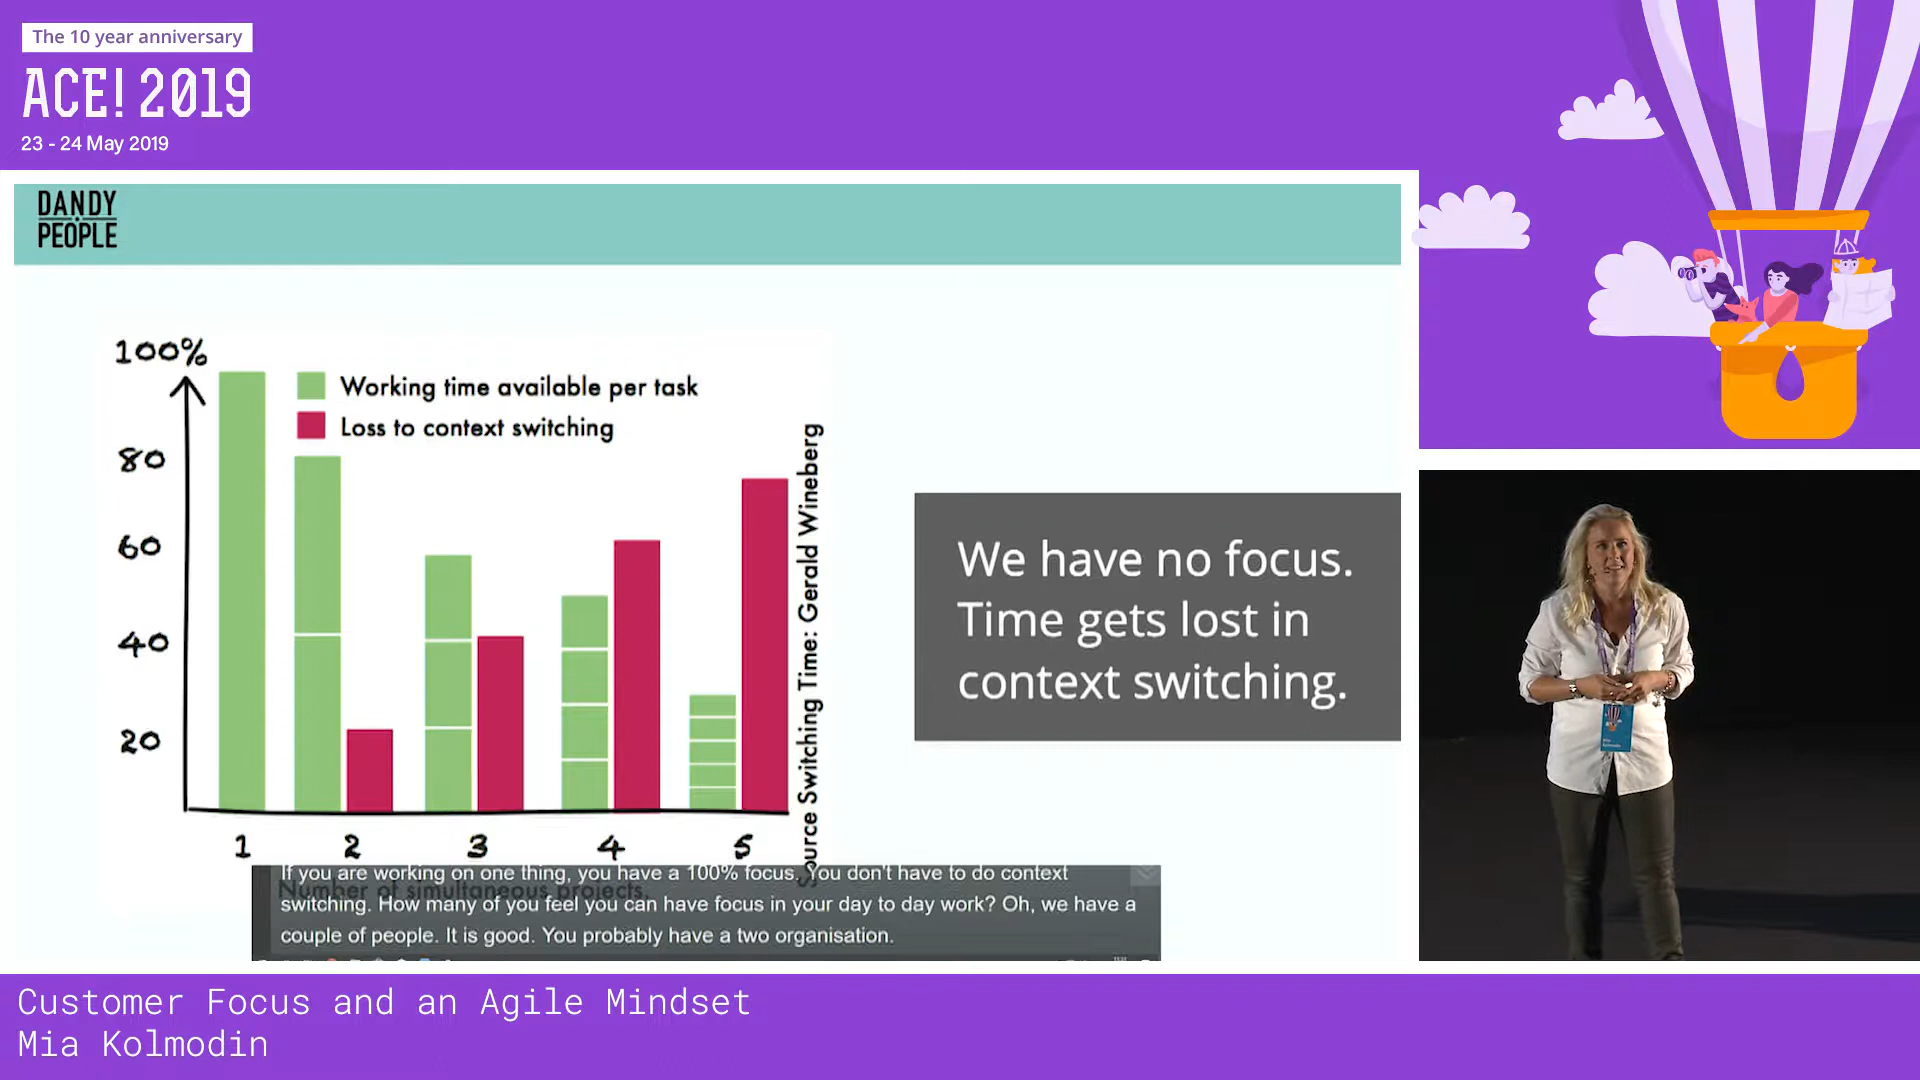 The 10 year anniversary
ACE! 2019
23 - 24 May 2019
DANDY
PEOPLE
100%
80
60
40
20
Working time available per task
Loss to context switching
1 2 3 4 5
Number of simultaneous projects.
Source Switching Time: Gerald Wineberg
We have no focus.
Time gets lost in
context switching.
If you are working on one thing, you have a 100% focus. You don't have to do context
switching. How many of you feel you can have focus in your day to day work? Oh, we have a
couple of people. It is good. You probably have a two organisation.
Customer Focus and an Agile Mindset
Mia Kolmodin